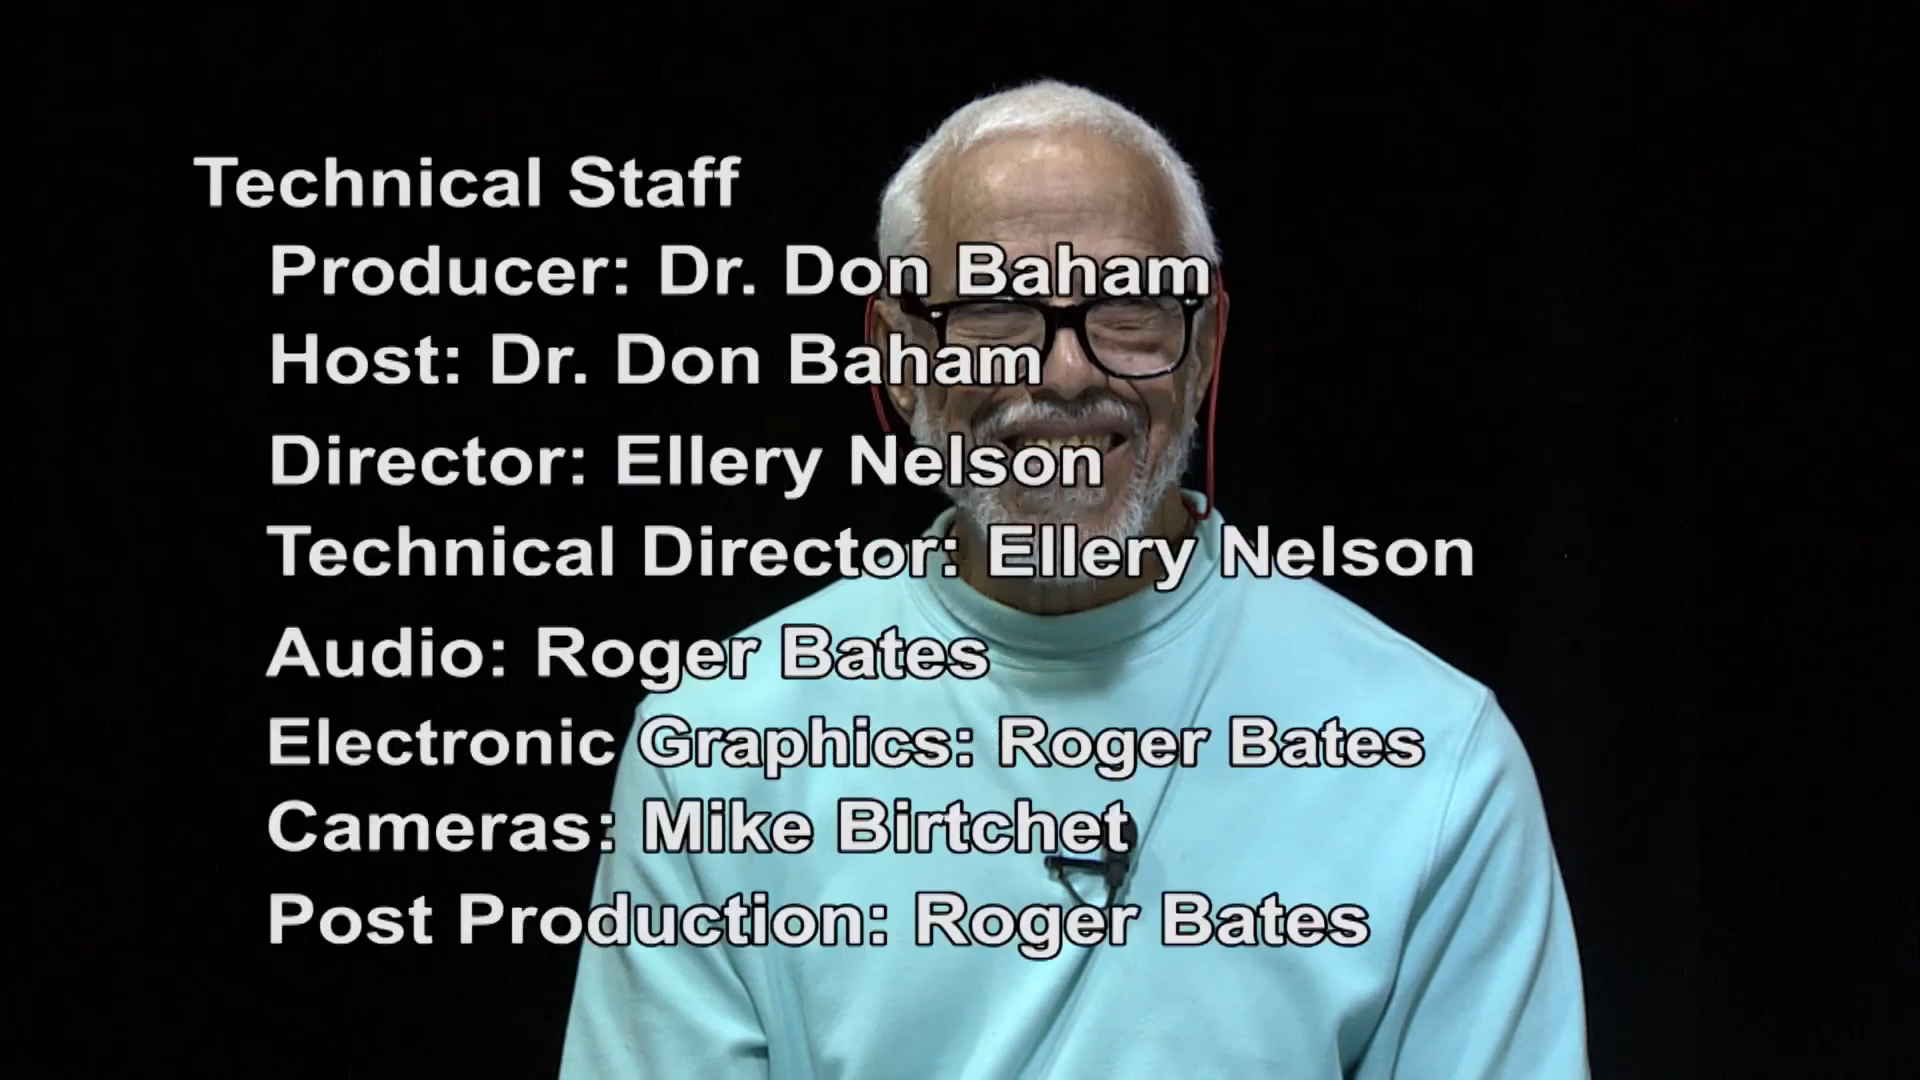 Technical Staff
Producer: Dr. Don Baham
Host: Dr. Don Baham
Director: Ellery Nelson
Technical Director: Ellery Nelson
Audio: Roger Bates
Electronic Graphics: Roger Bates
Cameras: Mike Birtchet
Post Production: Roger Bates